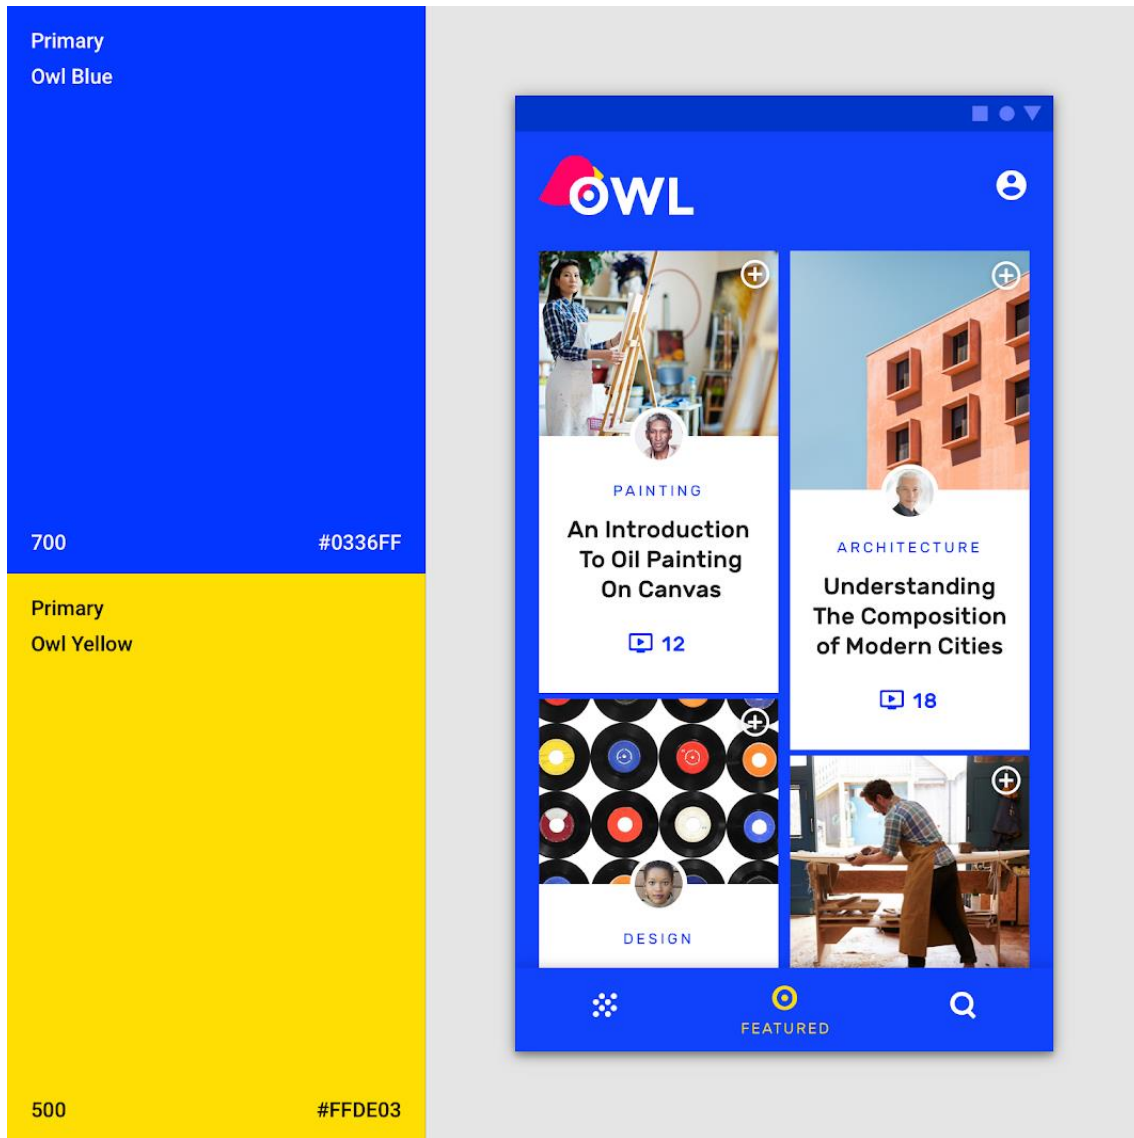 Primary
Owl Blue
700 #0336FF
Primary
Owl Yellow
500 #FFDE03
OWL
PAINTING
An Introduction
To Oil Painting
On Canvas
12
ARCHITECTURE
Understanding
The Composition
of Modern Cities
18
DESIGN
FEATURED